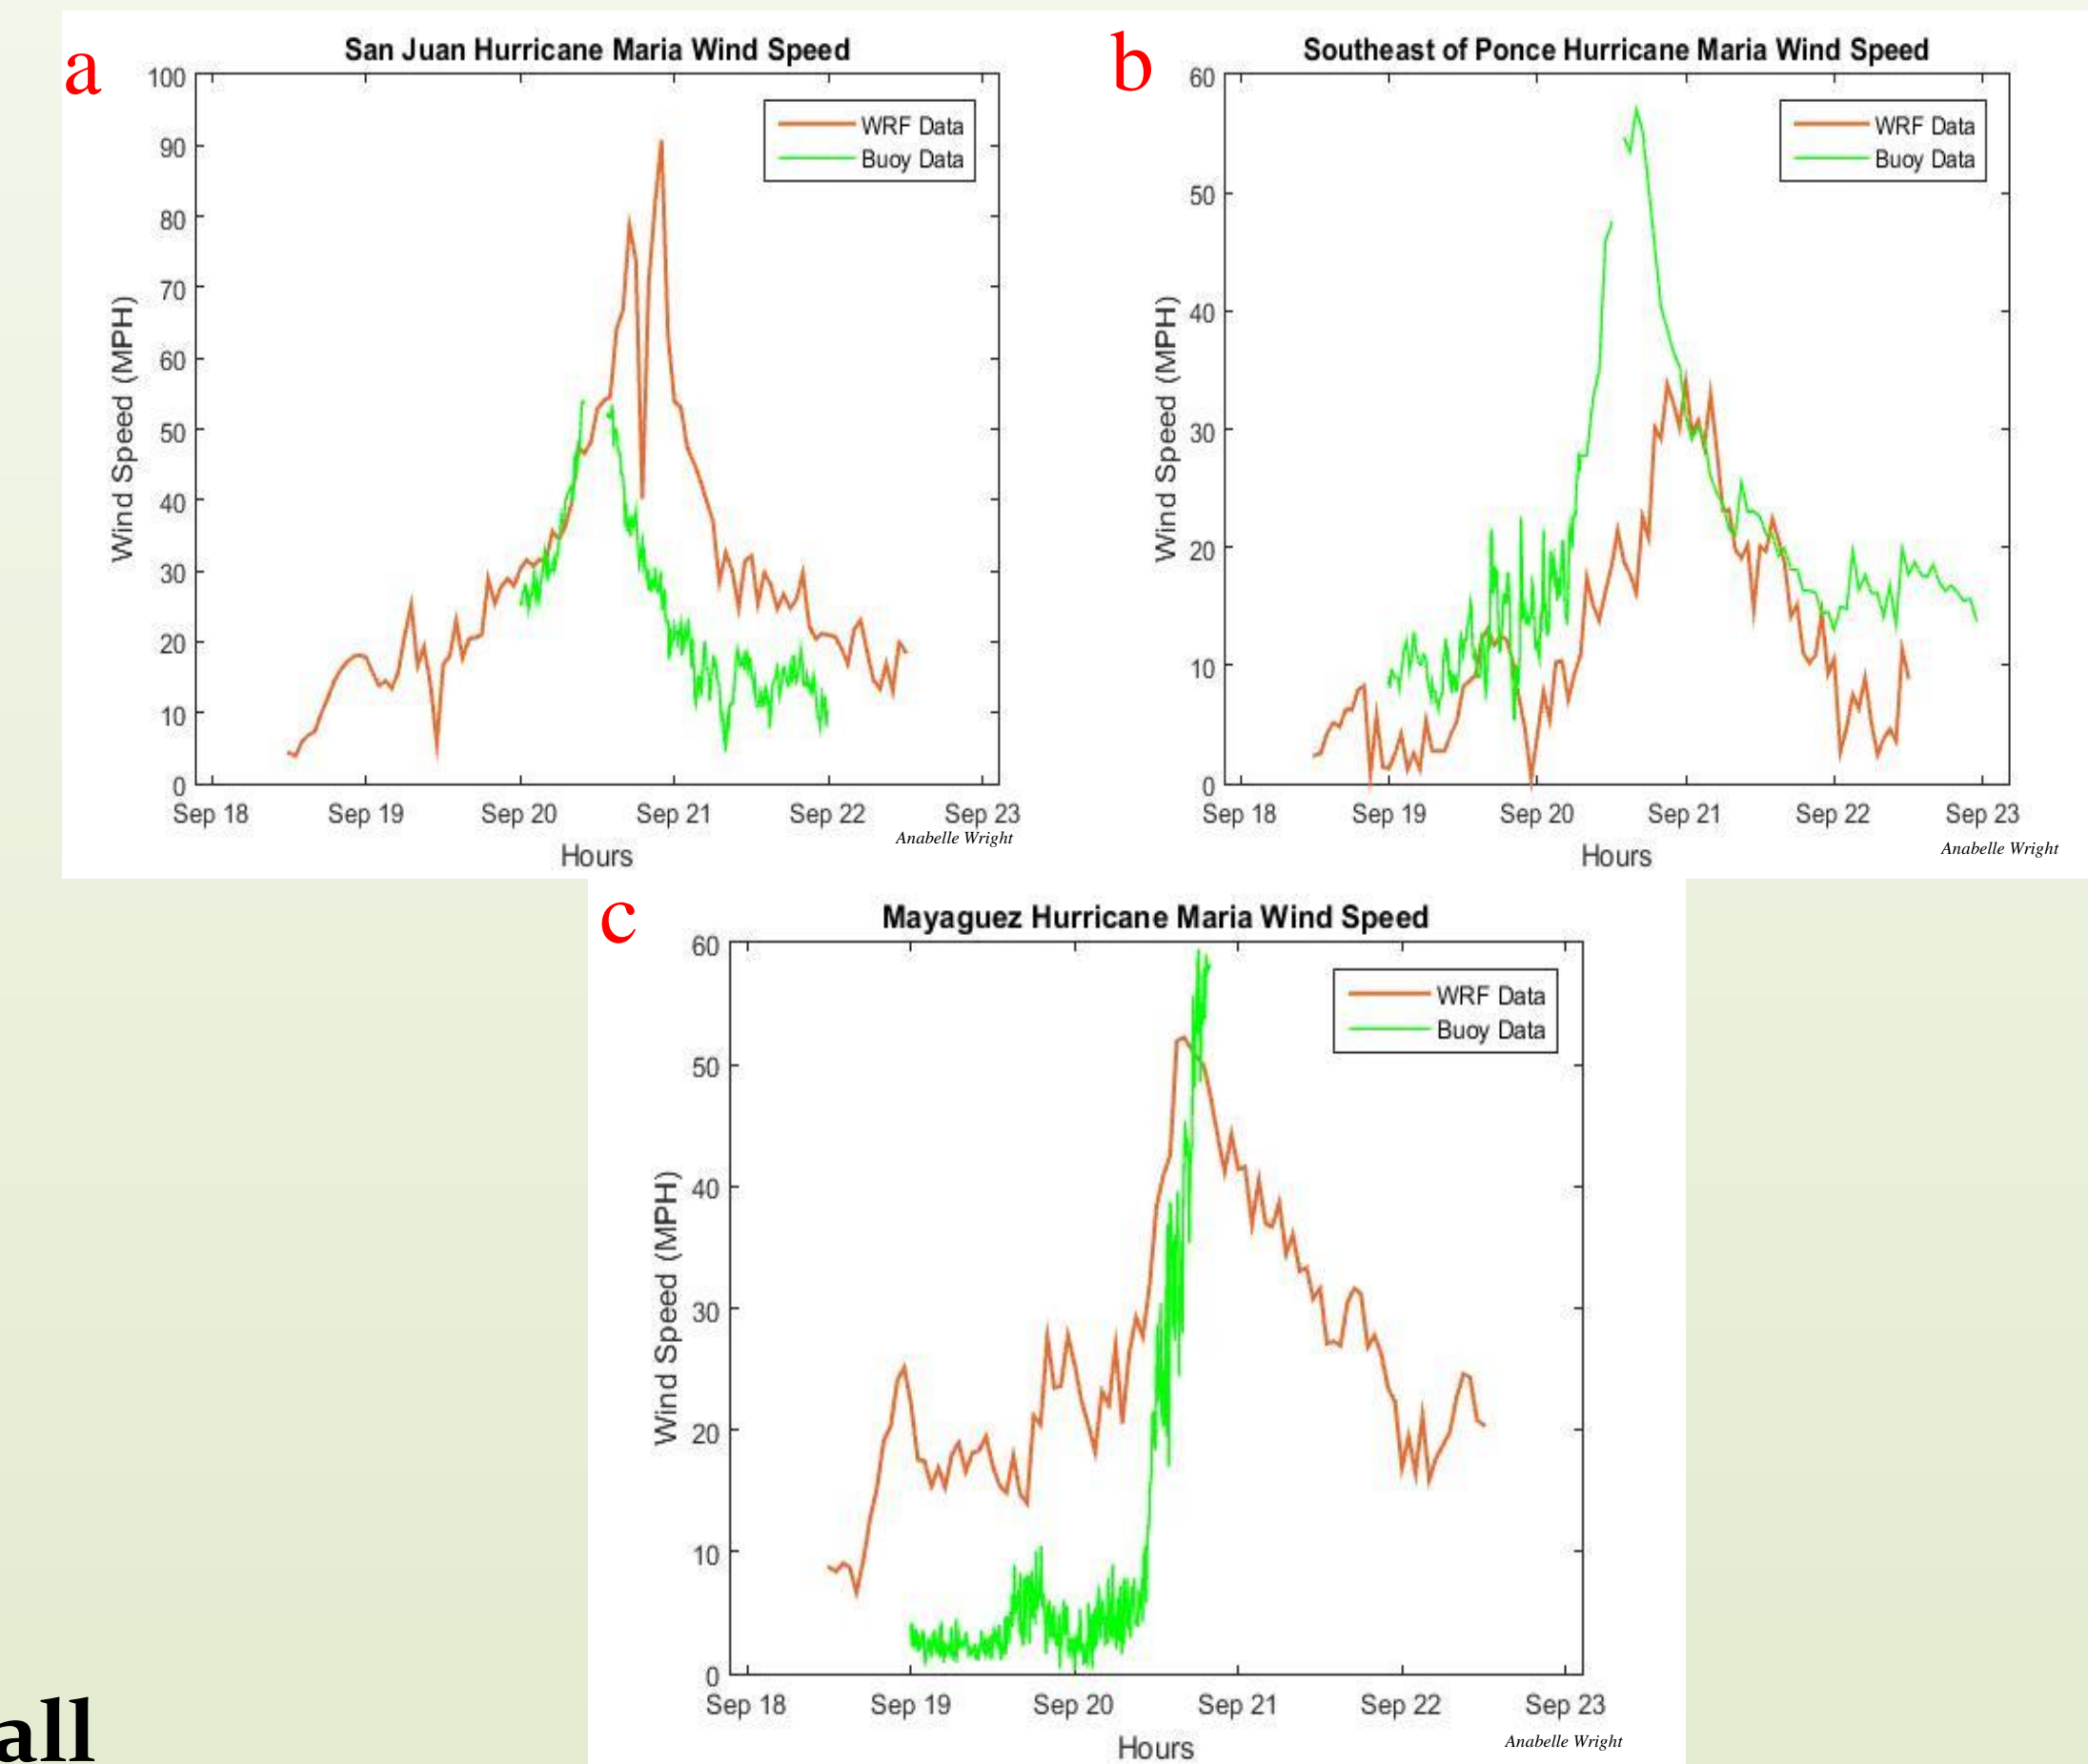 a
San Juan Hurricane Maria Wind Speed
100
90
80
70
60
50
40
30
20
10
0
Wind Speed (MPH)
WRF Data
Buoy Data
Sep 18 Sep 19 Sep 20 Sep 21 Sep 22 Sep 23
Anabelle Wright
Hours
b
Southeast of Ponce Hurricane Maria Wind Speed
60
50
40
30
20
10
0
Wind Speed (MPH)
WRF Data
Buoy Data
Sep 18 Sep 19 Sep 20 Sep 21 Sep 22 Sep 23
Anabelle Wright
Hours
c
Mayaguez Hurricane Maria Wind Speed
60
50
40
30
20
10
0
Wind Speed (MPH)
WRF Data
Buoy Data
Sep 18 Sep 19 Sep 20 Sep 21 Sep 22 Sep 23
Anabelle Wright
Hours